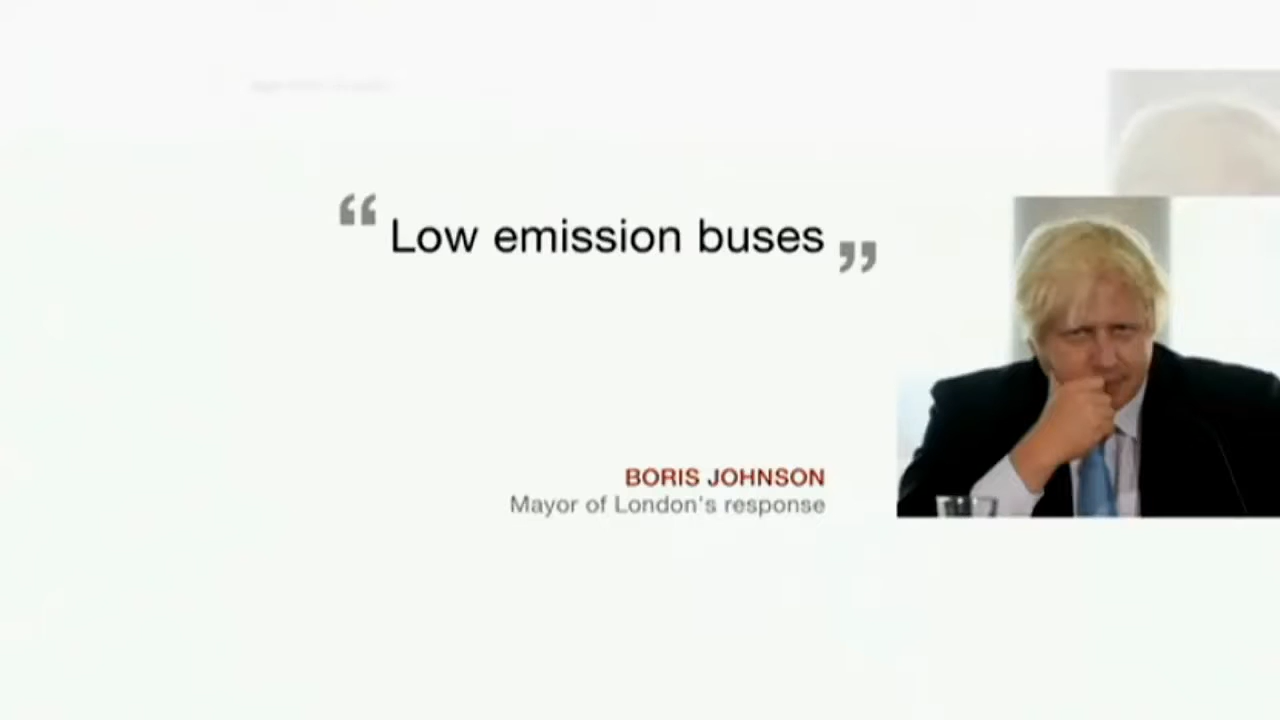 “Low emission buses”
BORIS JOHNSON
Mayor of London's response